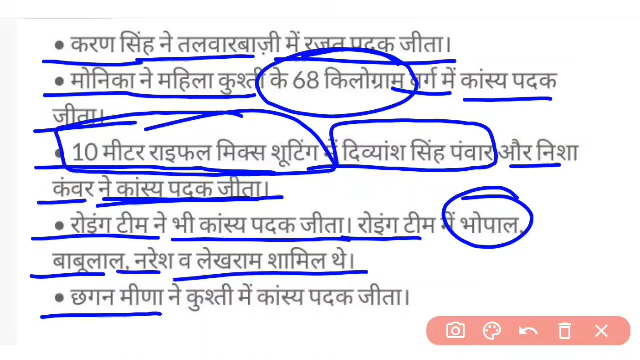 • करण सिंह ने तलवारबाज़ी में रजत पदक जीता।
• मोनिका ने महिला कुश्ती के 68 किलोग्राम वर्ग में कांस्य पदक
जीता।
• 10 मीटर राइफल मिक्स शूटिंग में दिव्यांश सिंह पंवार और निशा
कंवर ने कांस्य पदक जीता।
• रोइंग टीम ने भी कांस्य पदक जीता। रोइंग टीम में भोपाल,
बाबूलाल, नरेश व लेखराम शामिल थे।
• छगन मीणा ने कुश्ती में कांस्य पदक जीता।